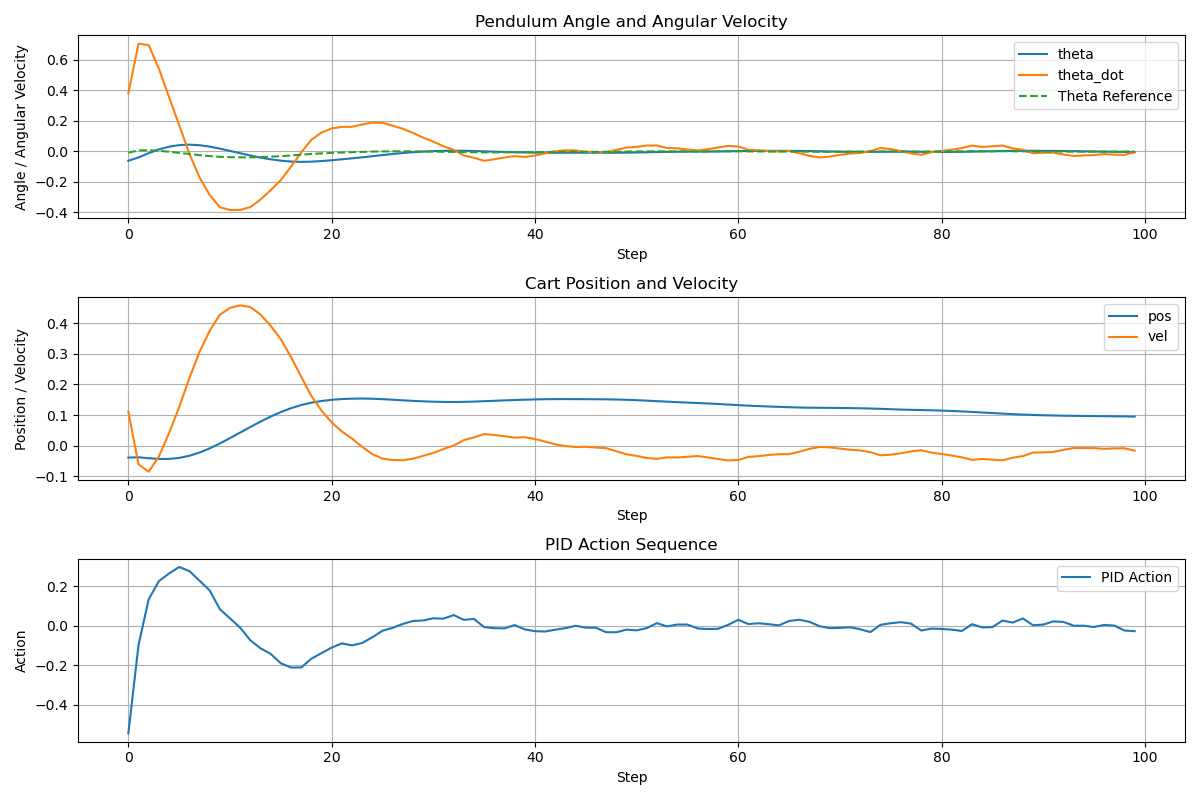 Pendulum Angle and Angular Velocity
Angle / Angular Velocity
0.6
0.4
0.2
0.0
−0.2
−0.4
theta
theta_dot
Theta Reference
0 20 40 60 80 100
Step
Cart Position and Velocity
Position / Velocity
0.4
0.3
0.2
0.1
0.0
−0.1
pos
vel
0 20 40 60 80 100
Step
PID Action Sequence
Action
0.2
0.0
−0.2
−0.4
PID Action
0 20 40 60 80 100
Step